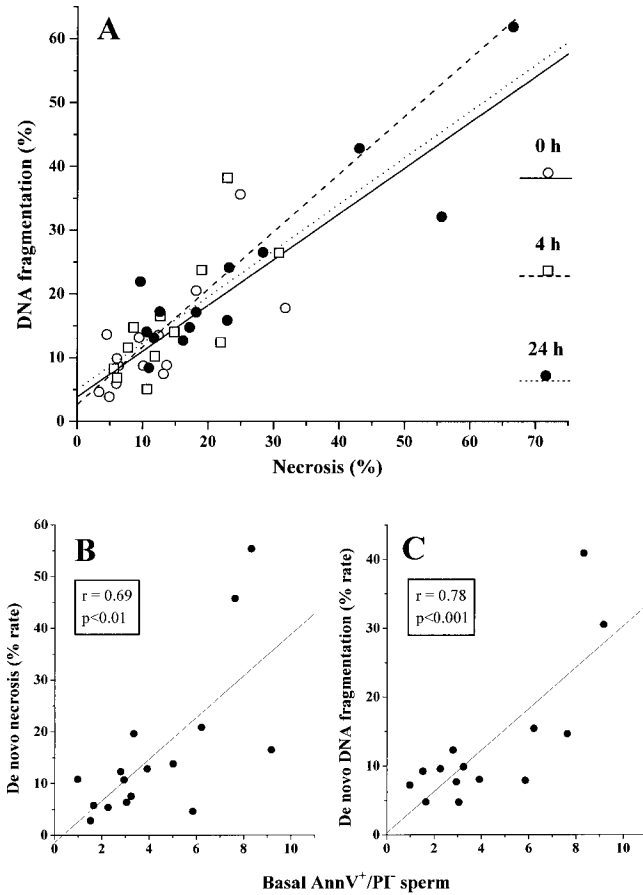 A
DNA fragmentation (%)
60
50
40
30
20
10
0
0 10 20 30 40 50 60 70
Necrosis (%)
0 h
4 h
24 h
B
r = 0.69
p<0.01
De novo necrosis (% rate)
60
50
40
30
20
10
0
0 2 4 6 8 10
C
r = 0.78
p<0.001
De novo DNA fragmentation (% rate)
40
30
20
10
0
0 2 4 6 8 10
Basal AnnV⁺/PI⁻ sperm